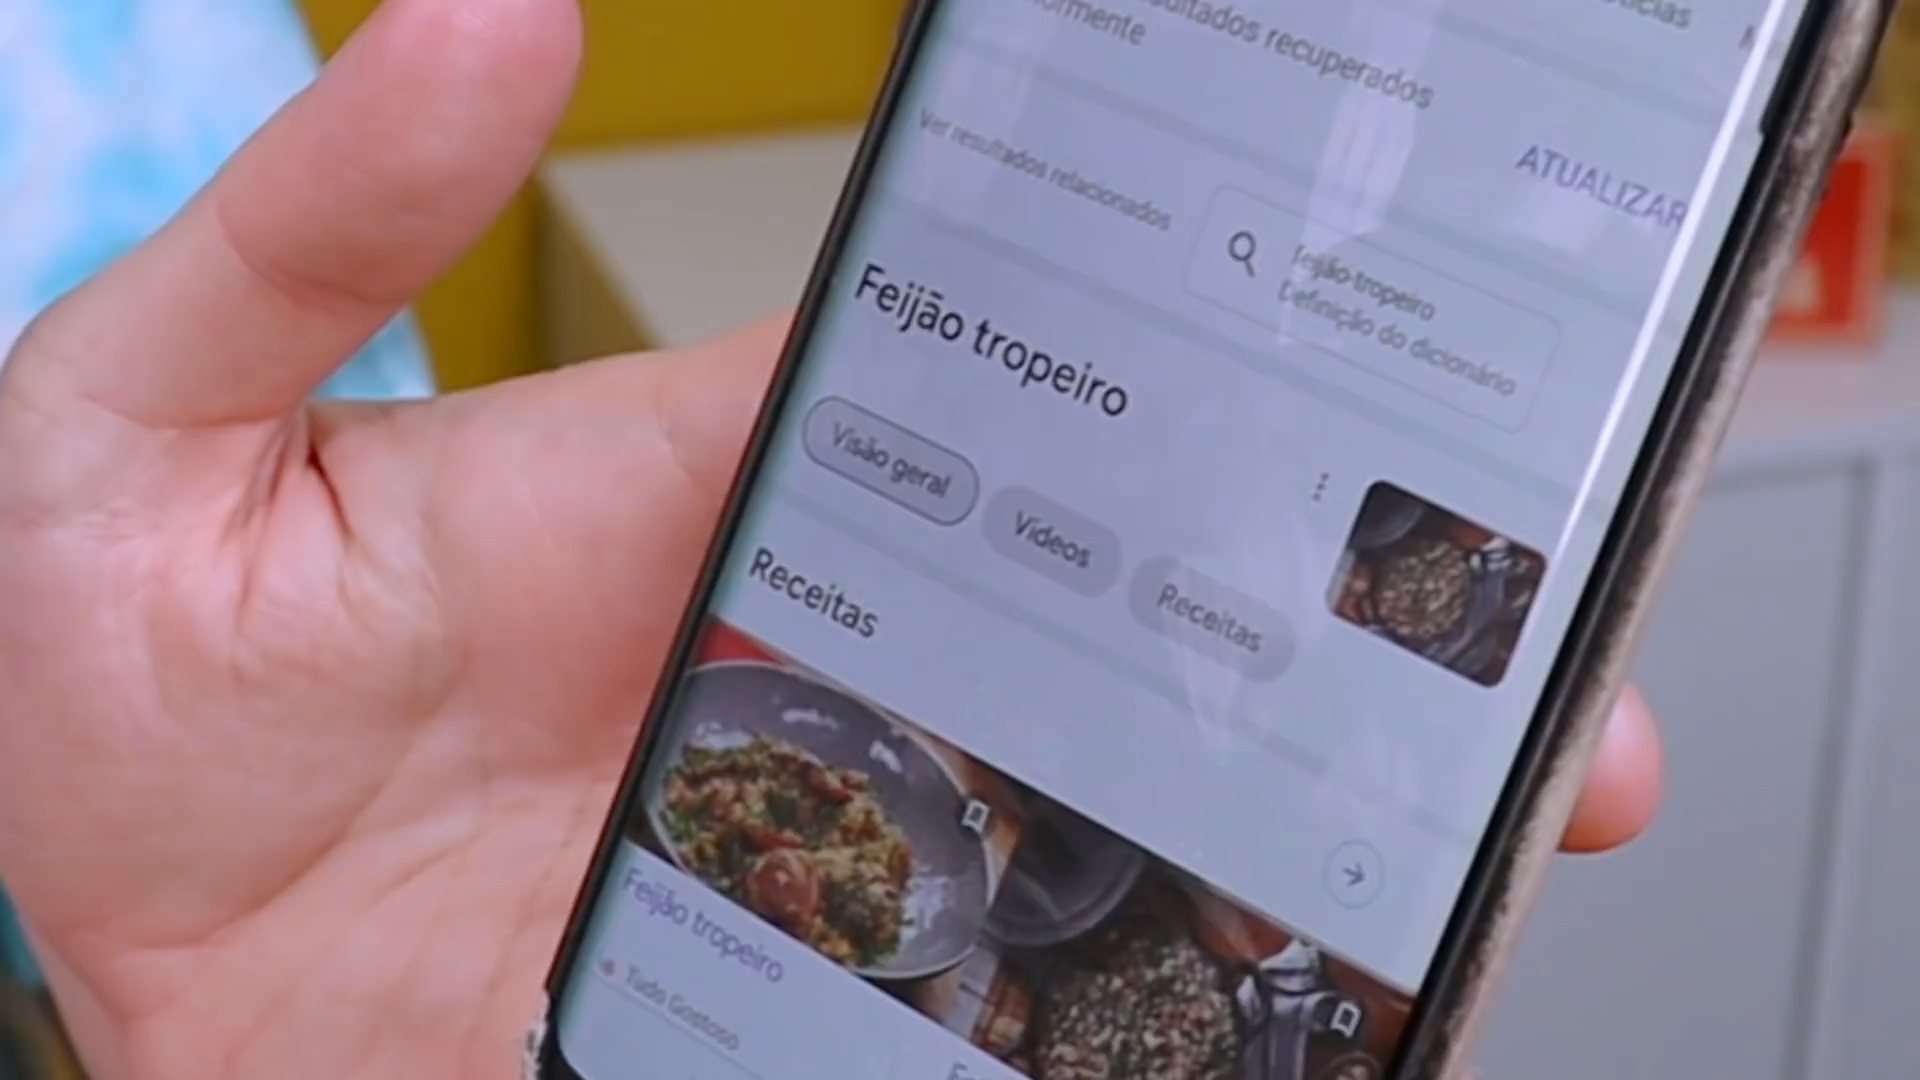 recuperados
ATUALIZAR
Ver resultados relacionados
feijão-tropeiro
Definição do dicionário
Feijão tropeiro
Visão geral
Vídeos
Receitas
Receitas
Feijão tropeiro
Tudo Gostoso